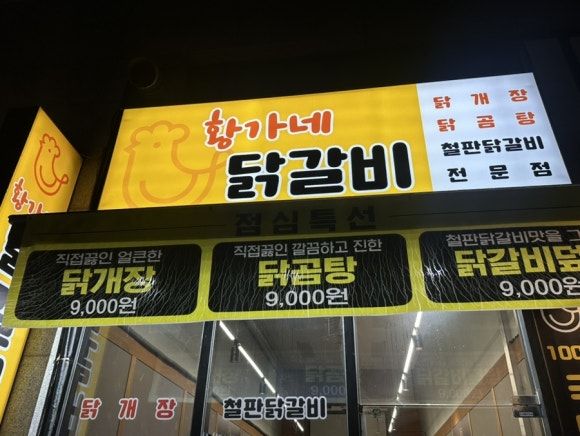 황가네
닭갈비
닭개장
닭곰탕
철판닭갈비
전문점
점심특선
직접끓인 얼큰한
닭개장
9,000원
직접끓인 깔끔하고 진한
닭곰탕
9,000원
철판닭갈비맛을 그
닭갈비덮
9,000원
닭개장
철판닭갈비
100